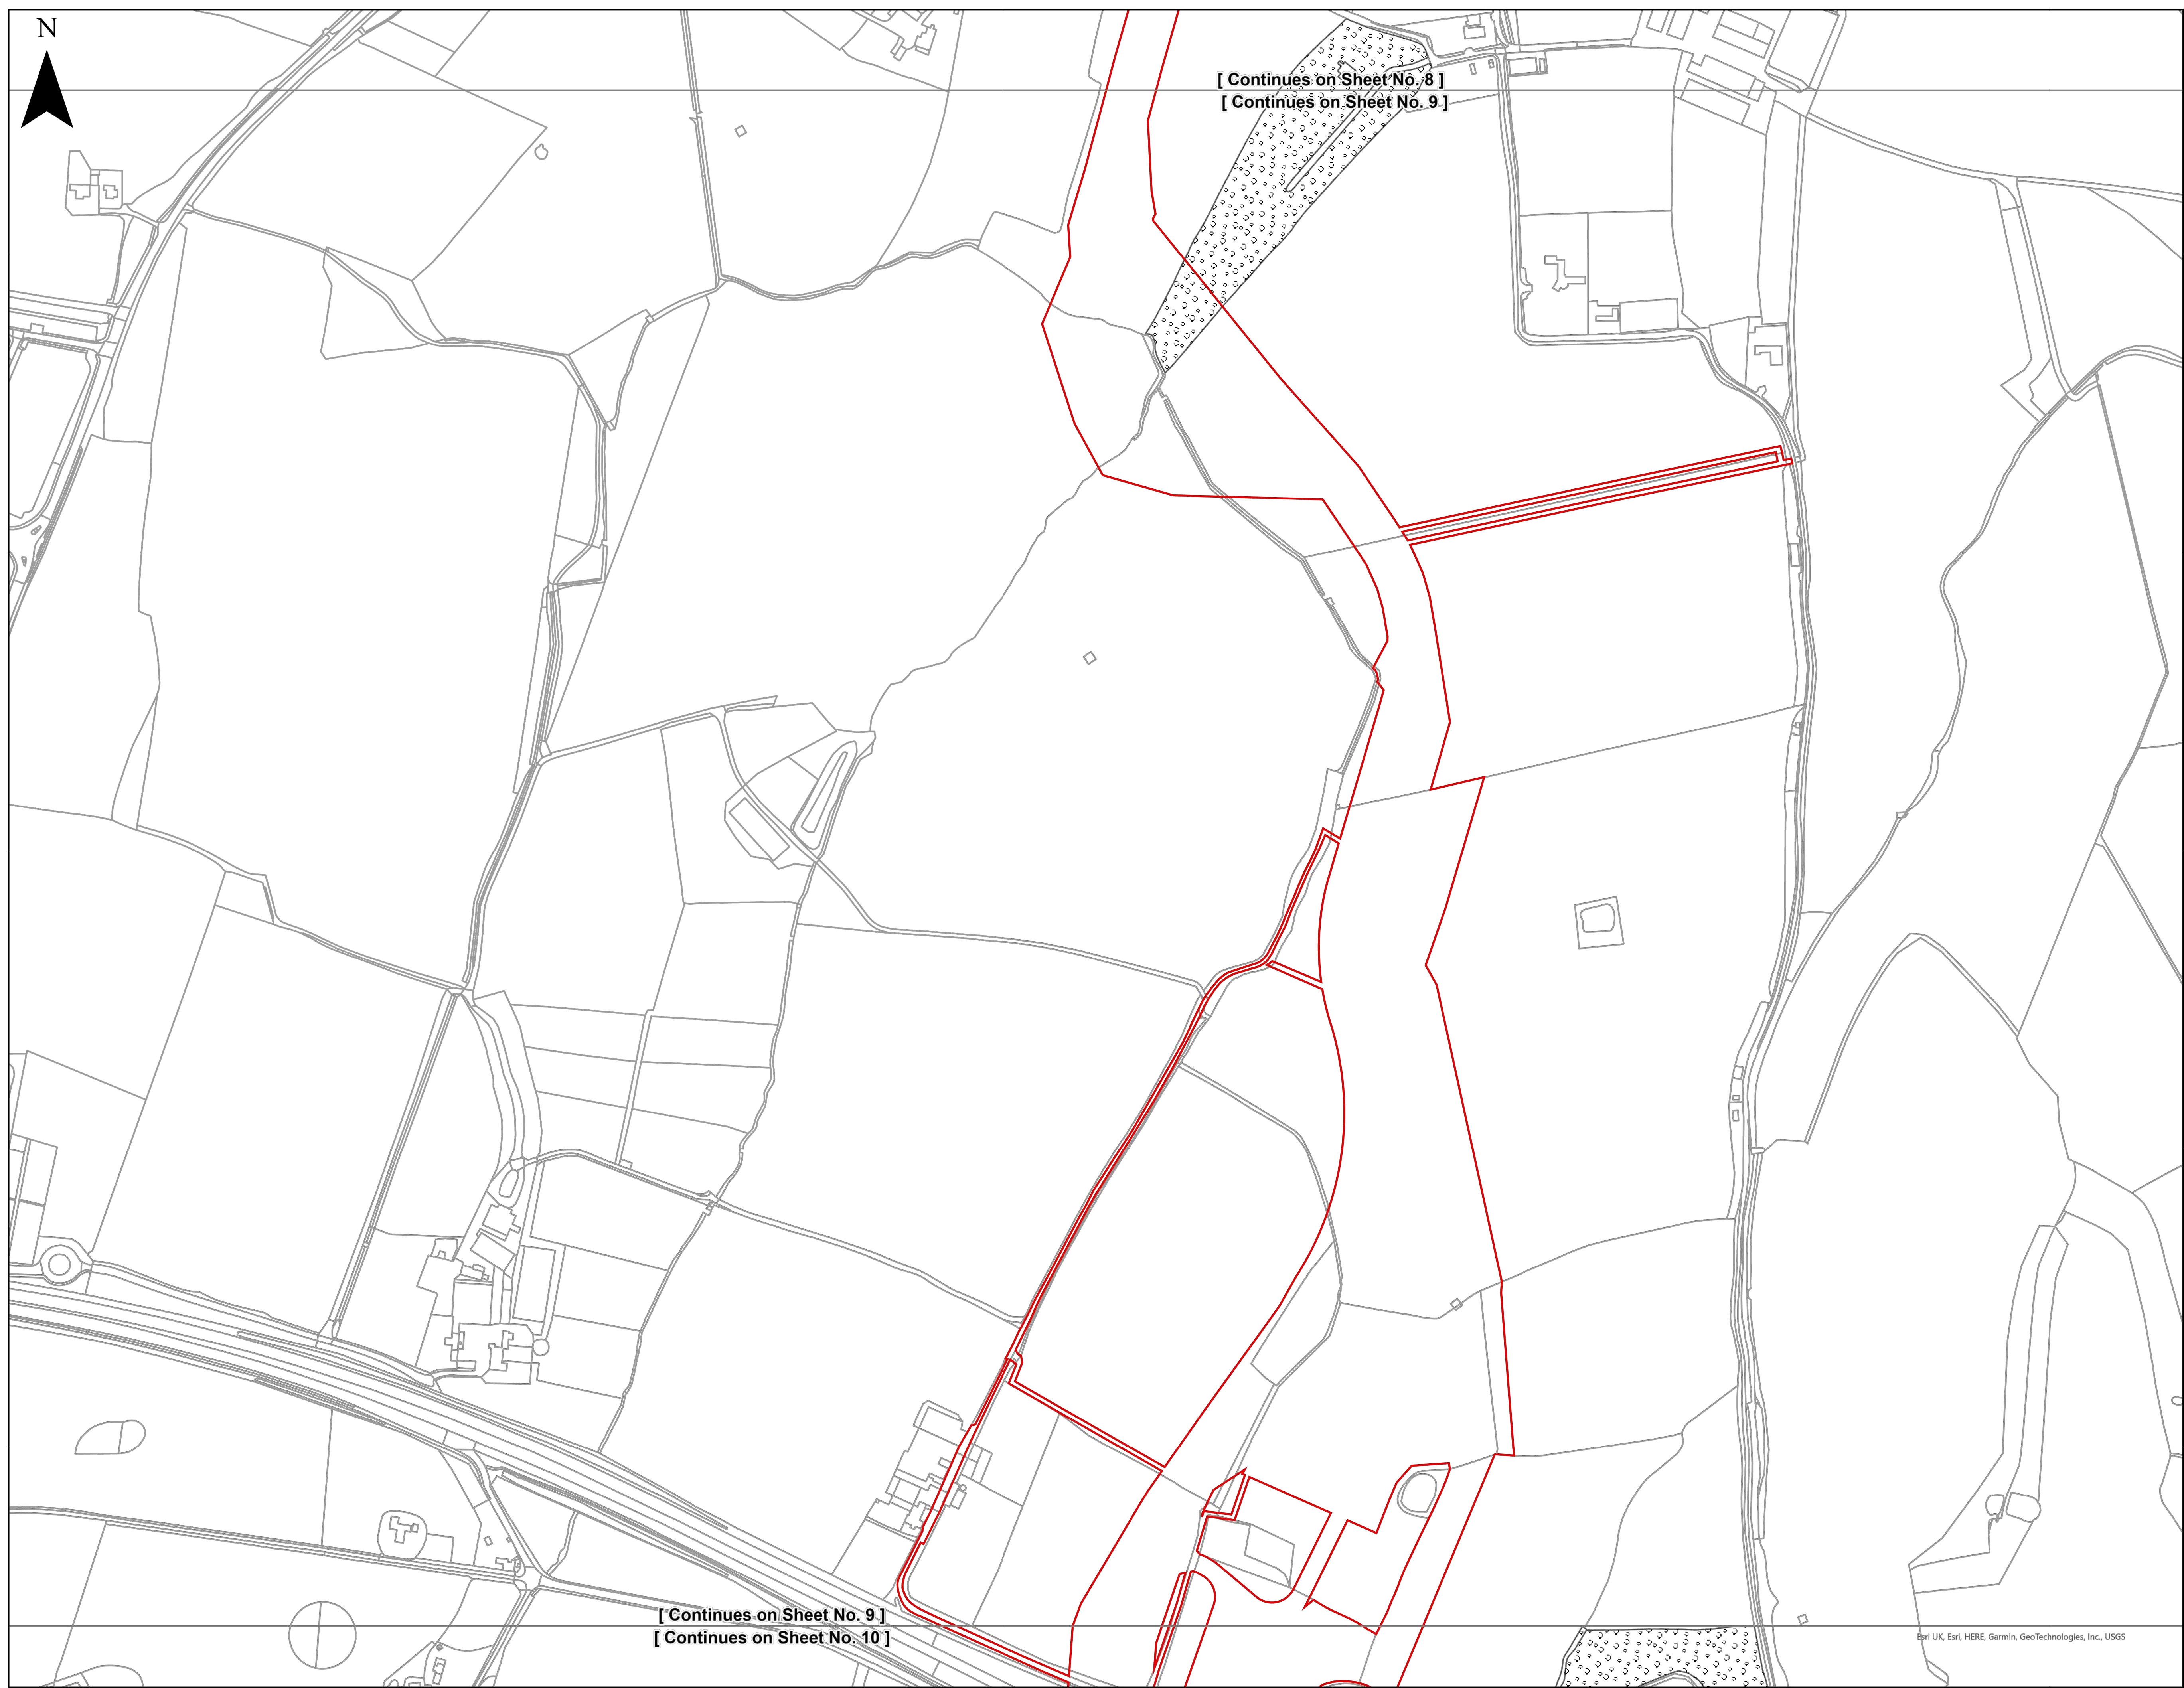 N
[ Continues on Sheet No. 8 ]
[ Continues on Sheet No. 9 ]
[ Continues on Sheet No. 9 ]
[ Continues on Sheet No. 10 ]
Esri UK, Esri, HERE, Garmin, GeoTechnologies, Inc., USGS